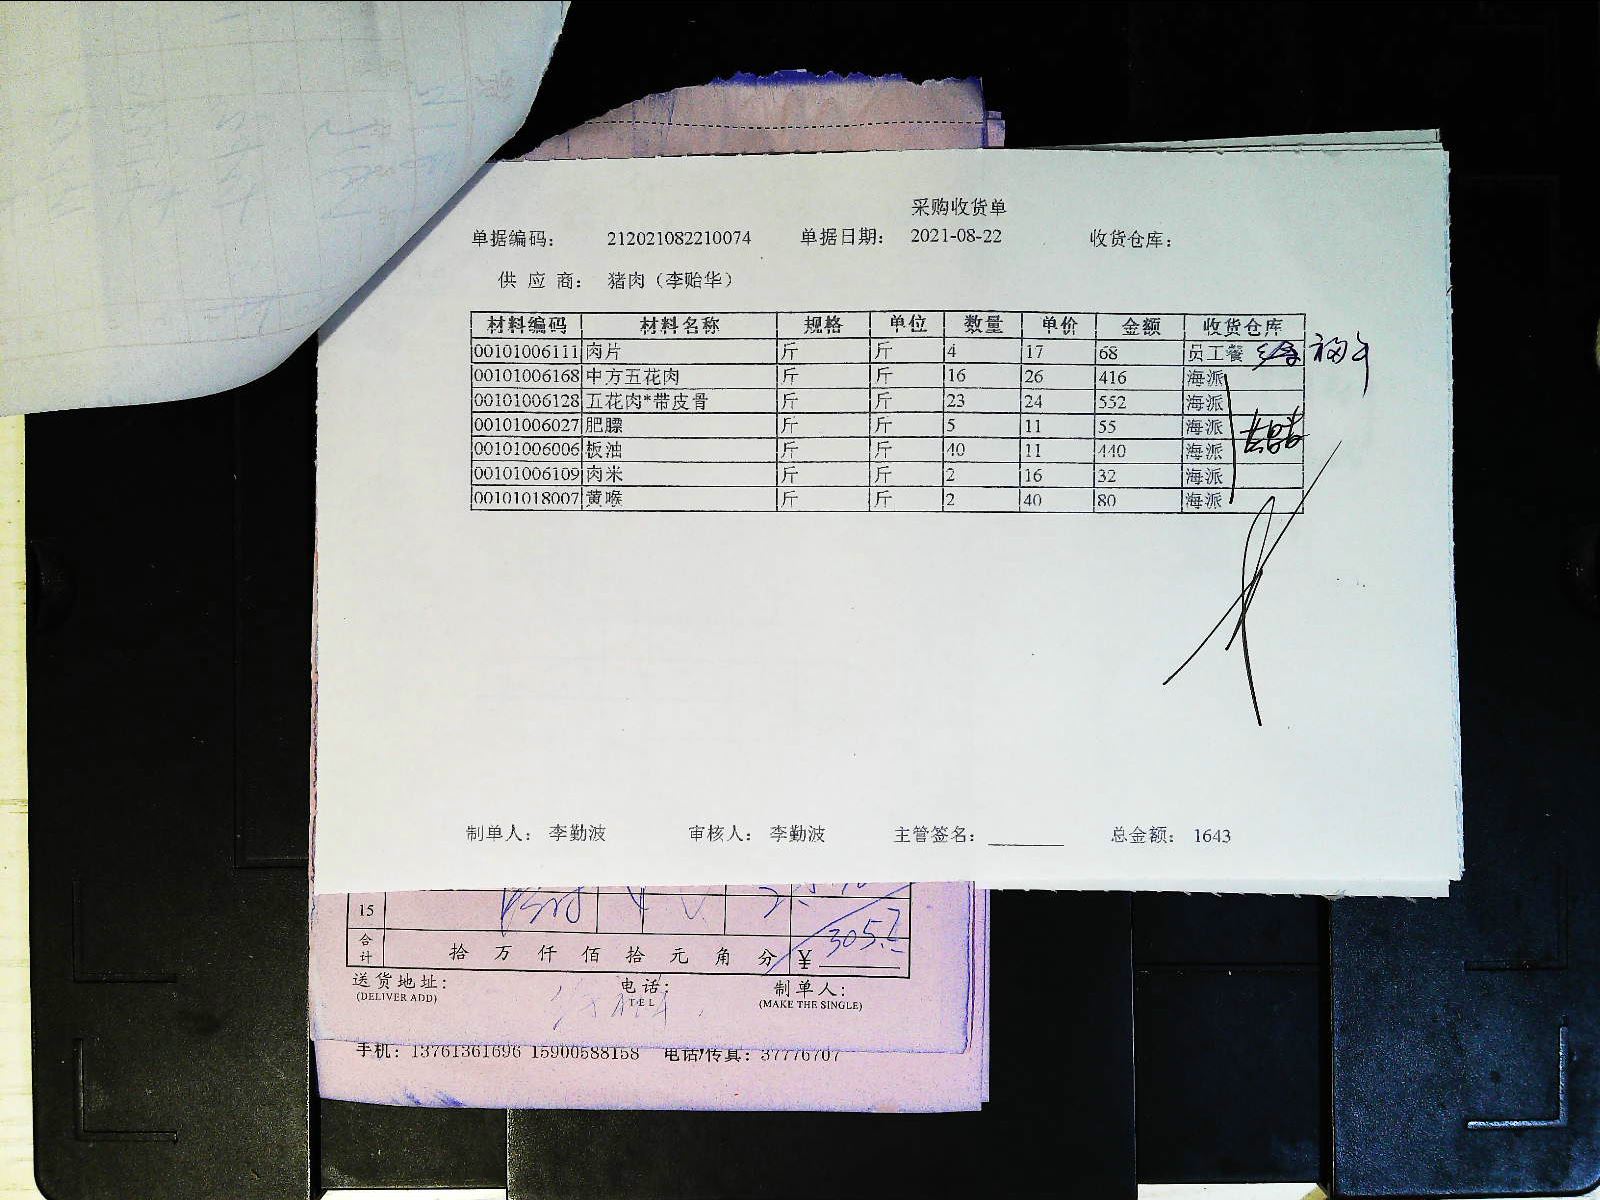 采购收货单
单据编码： 212021082210074 单据日期： 2021-08-22 收货仓库：
供 应 商： 猪肉（李贻华）
材料编码 材料名称 规格 单位 数量 单价 金额 收货仓库
00101006111 肉片 斤 斤 4 17 68 员工餐
00101006168 中方五花肉 斤 斤 16 26 416 海派
00101006128 五花肉*带皮骨 斤 斤 23 24 552 海派
00101006027 肥膘 斤 斤 5 11 55 海派
00101006006 板油 斤 斤 40 11 440 海派
00101006109 肉米 斤 斤 2 16 32 海派
00101018007 黄喉 斤 斤 2 40 80 海派
制单人： 李勤波 审核人： 李勤波 主管签名： 总金额： 1643
15
合计 拾 万 仟 佰 拾 元 角 分 ¥
送货地址： 电话： 制单人：
(DELIVER ADD) TEL (MAKE THE SINGLE)
手机：13761361696 15900588158 电话/传真：37776707